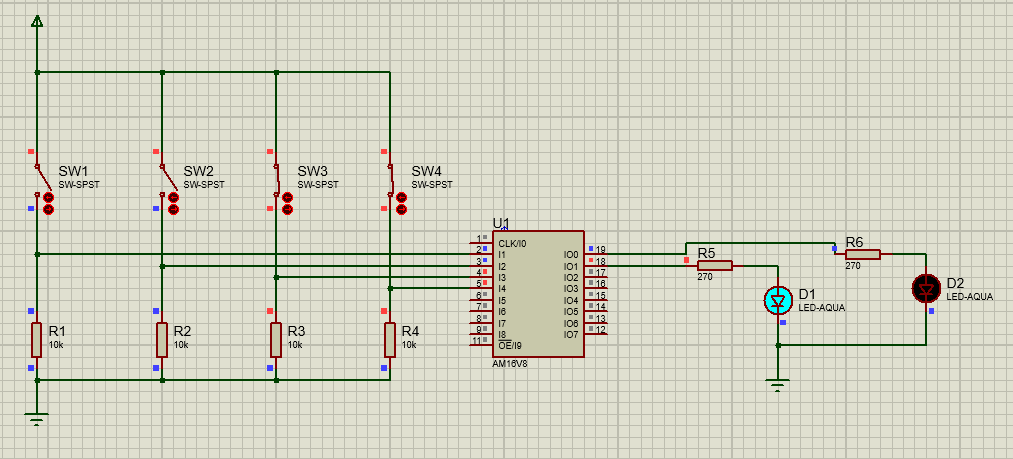 SW1
SW-SPST
SW2
SW-SPST
SW3
SW-SPST
SW4
SW-SPST
U1
1 CLK/I0
2 I1
3 I2
4 I3
5 I4
6 I5
7 I6
8 I7
9 I8
11 OE/I9
IO0 19
IO1 18
IO2 17
IO3 16
IO4 15
IO5 14
IO6 13
IO7 12
AM16V8
R6
270
R5
270
D1
LED-AQUA
D2
LED-AQUA
R1
10k
R2
10k
R3
10k
R4
10k